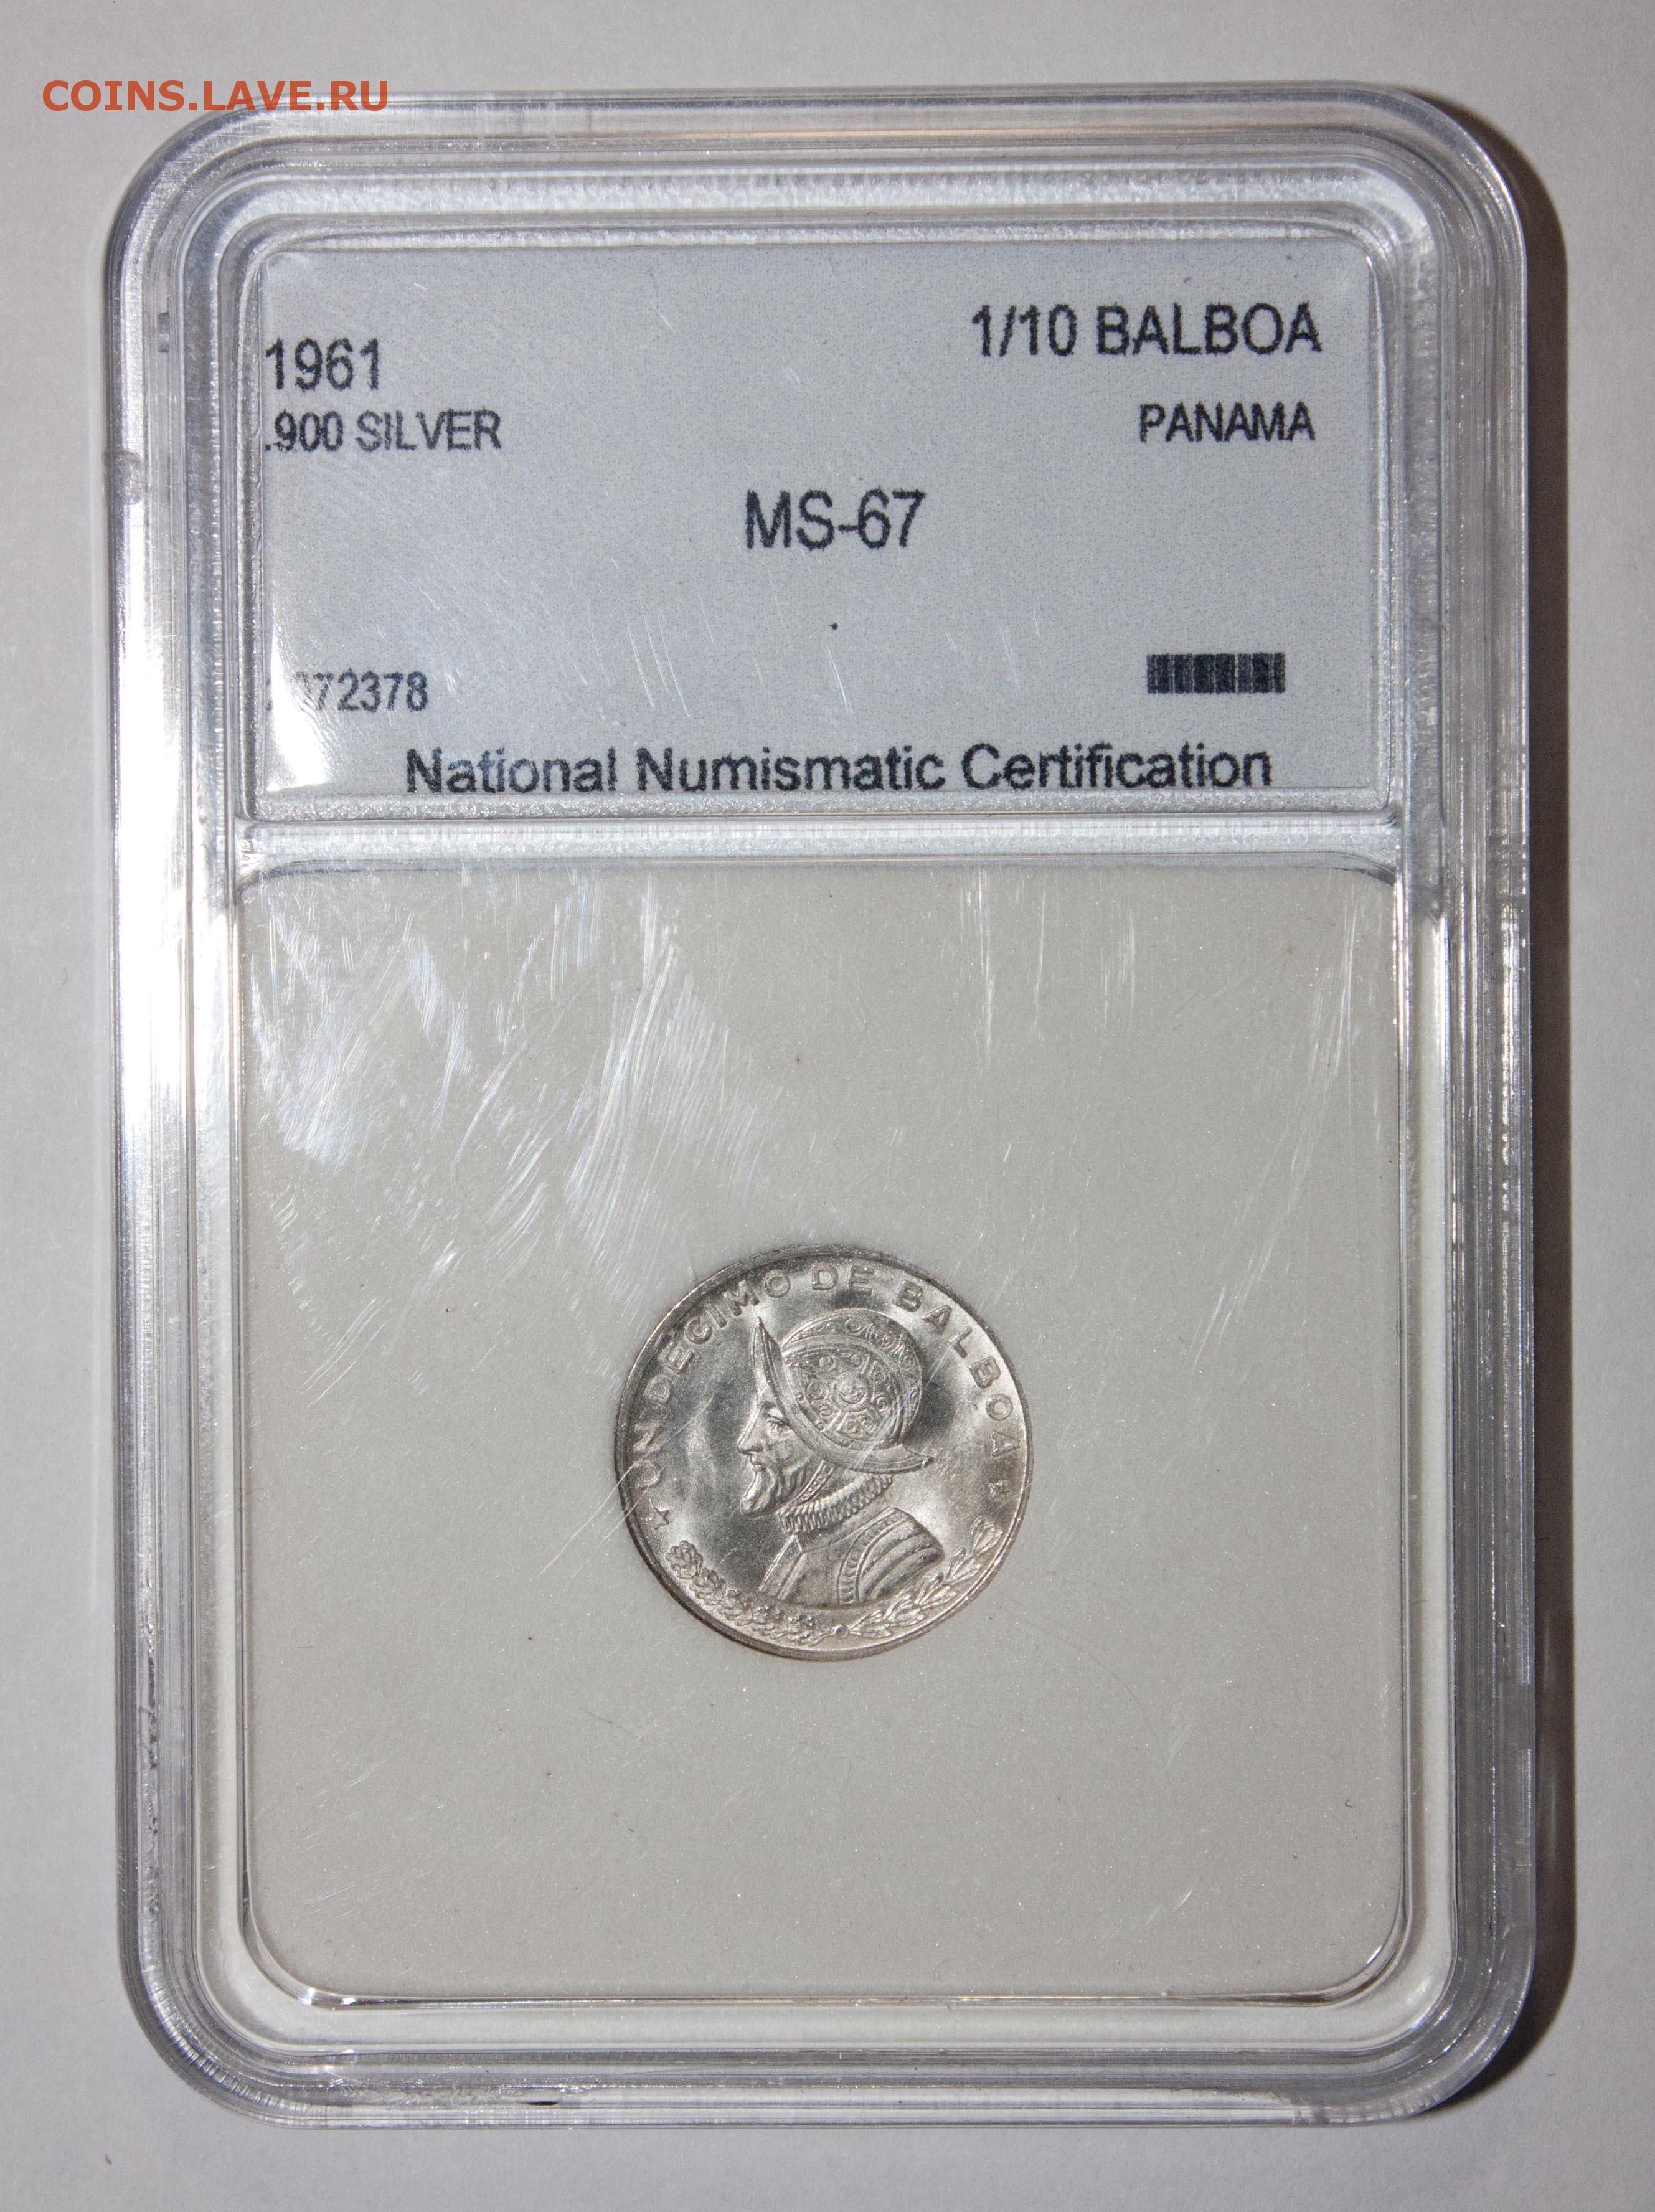 COINS.LAVE.RU
1/10 BALBOA
1961
.900 SILVER
PANAMA
MS-67
72378
National Numismatic Certification
UN DECIMO DE BALBOA